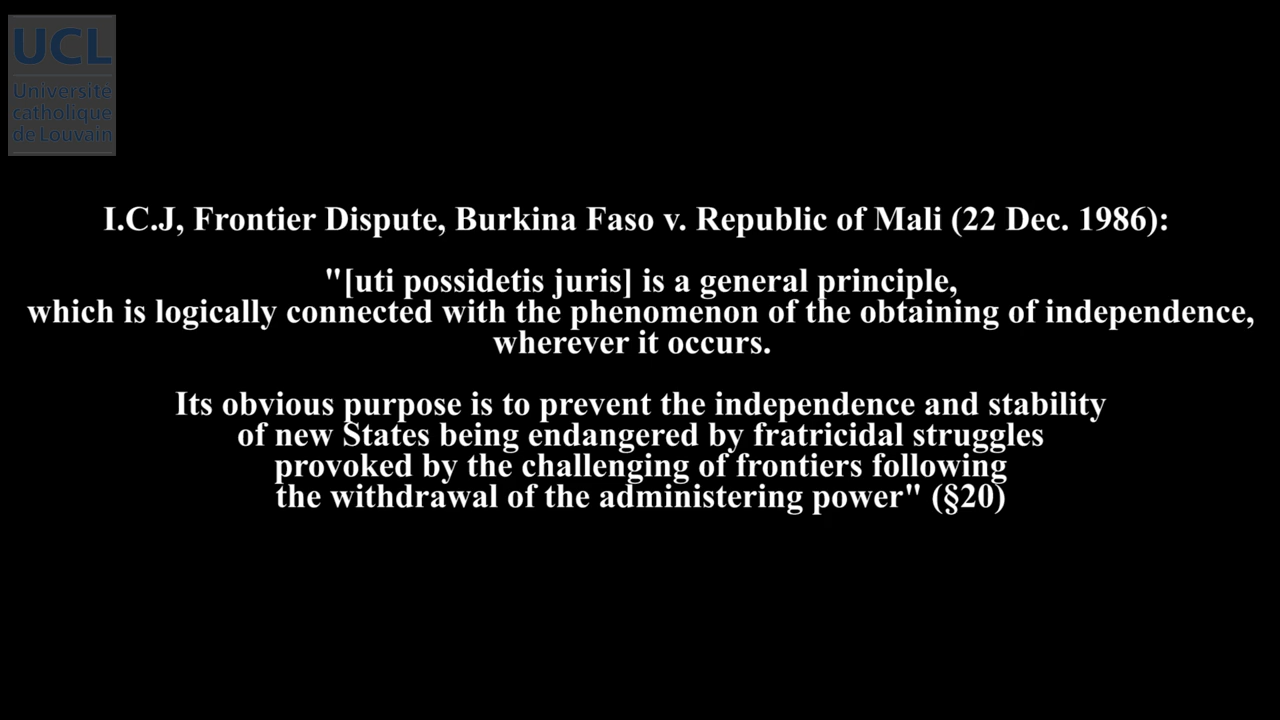 UCL
Université
catholique
de Louvain
I.C.J, Frontier Dispute, Burkina Faso v. Republic of Mali (22 Dec. 1986):
"[uti possidetis juris] is a general principle,
which is logically connected with the phenomenon of the obtaining of independence,
wherever it occurs.
Its obvious purpose is to prevent the independence and stability
of new States being endangered by fratricidal struggles
provoked by the challenging of frontiers following
the withdrawal of the administering power" (§20)